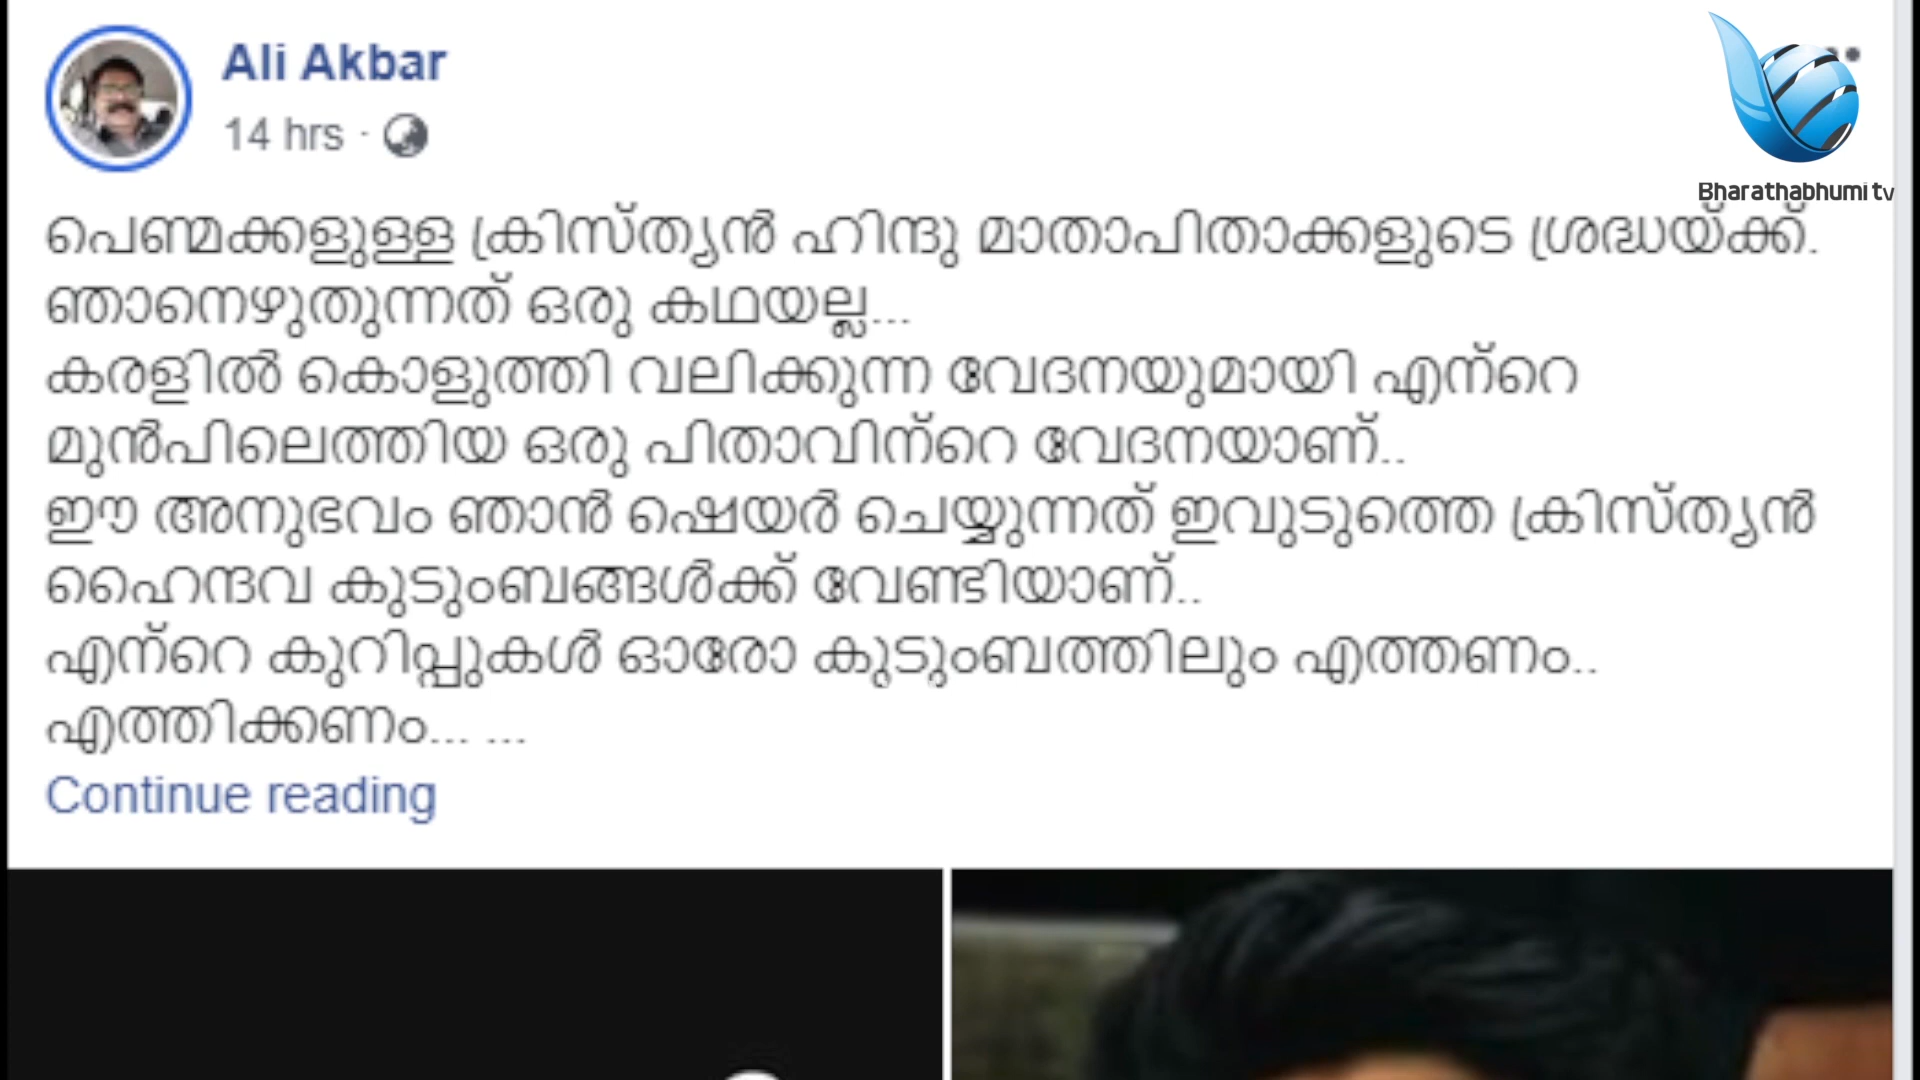 Ali Akbar
14 hrs ·
Bharathabhumi tv
പെണ്മക്കളുള്ള ക്രിസ്ത്യൻ ഹിന്ദു മാതാപിതാക്കളുടെ ശ്രദ്ധയ്ക്ക്.
ഞാനെഴുതുന്നത് ഒരു കഥയല്ല...
കരളിൽ കൊളുത്തി വലിക്കുന്ന വേദനയുമായി എന്റെ
മുൻപിലെത്തിയ ഒരു പിതാവിന്റെ വേദനയാണ്..
ഈ അനുഭവം ഞാൻ ഷെയർ ചെയ്യുന്നത് ഇവുടുത്തെ ക്രിസ്ത്യൻ
ഹൈന്ദവ കുടുംബങ്ങൾക്ക് വേണ്ടിയാണ്..
എന്റെ കുറിപ്പുകൾ ഓരോ കുടുംബത്തിലും എത്തണം..
എത്തിക്കണം... ...
Continue reading